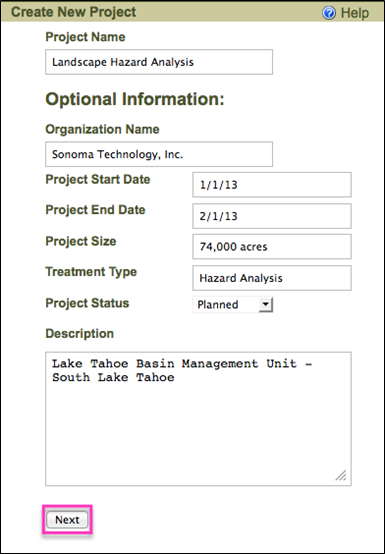 Create New Project
Help
Project Name
Landscape Hazard Analysis
Optional Information:
Organization Name
Sonoma Technology, Inc.
Project Start Date 1/1/13
Project End Date 2/1/13
Project Size 74,000 acres
Treatment Type Hazard Analysis
Project Status Planned
Description
Lake Tahoe Basin Management Unit -
South Lake Tahoe
Next